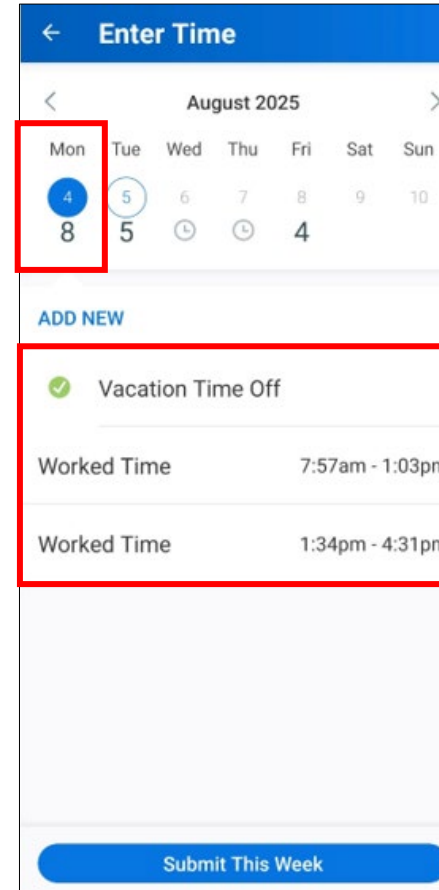 Enter Time
August 2025
Mon Tue Wed Thu Fri Sat Sun
4 5 6 7 8 9 10
8 5 4
ADD NEW
Vacation Time Off
Worked Time 7:57am - 1:03pm
Worked Time 1:34pm - 4:31pm
Submit This Week